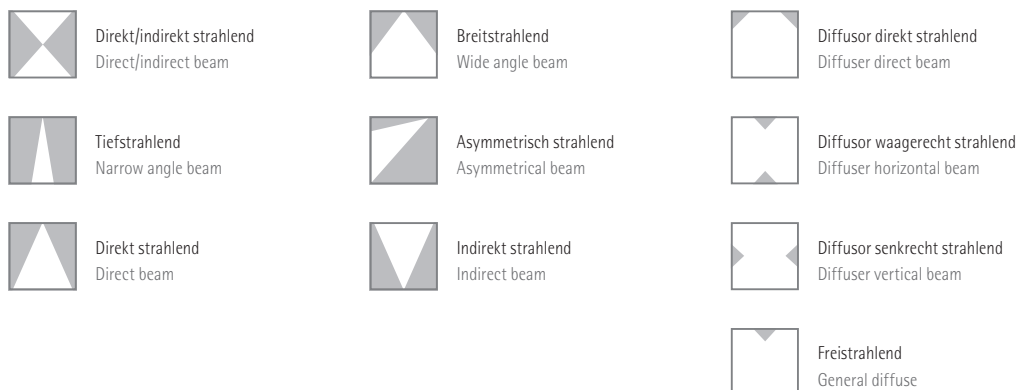 Direkt/indirekt strahlend
Direct/indirect beam
Tiefstrahlend
Narrow angle beam
Direkt strahlend
Direct beam
Breitstrahlend
Wide angle beam
Asymmetrisch strahlend
Asymmetrical beam
Indirekt strahlend
Indirect beam
Diffusor direkt strahlend
Diffuser direct beam
Diffusor waagerecht strahlend
Diffuser horizontal beam
Diffusor senkrecht strahlend
Diffuser vertical beam
Freistrahlend
General diffuse